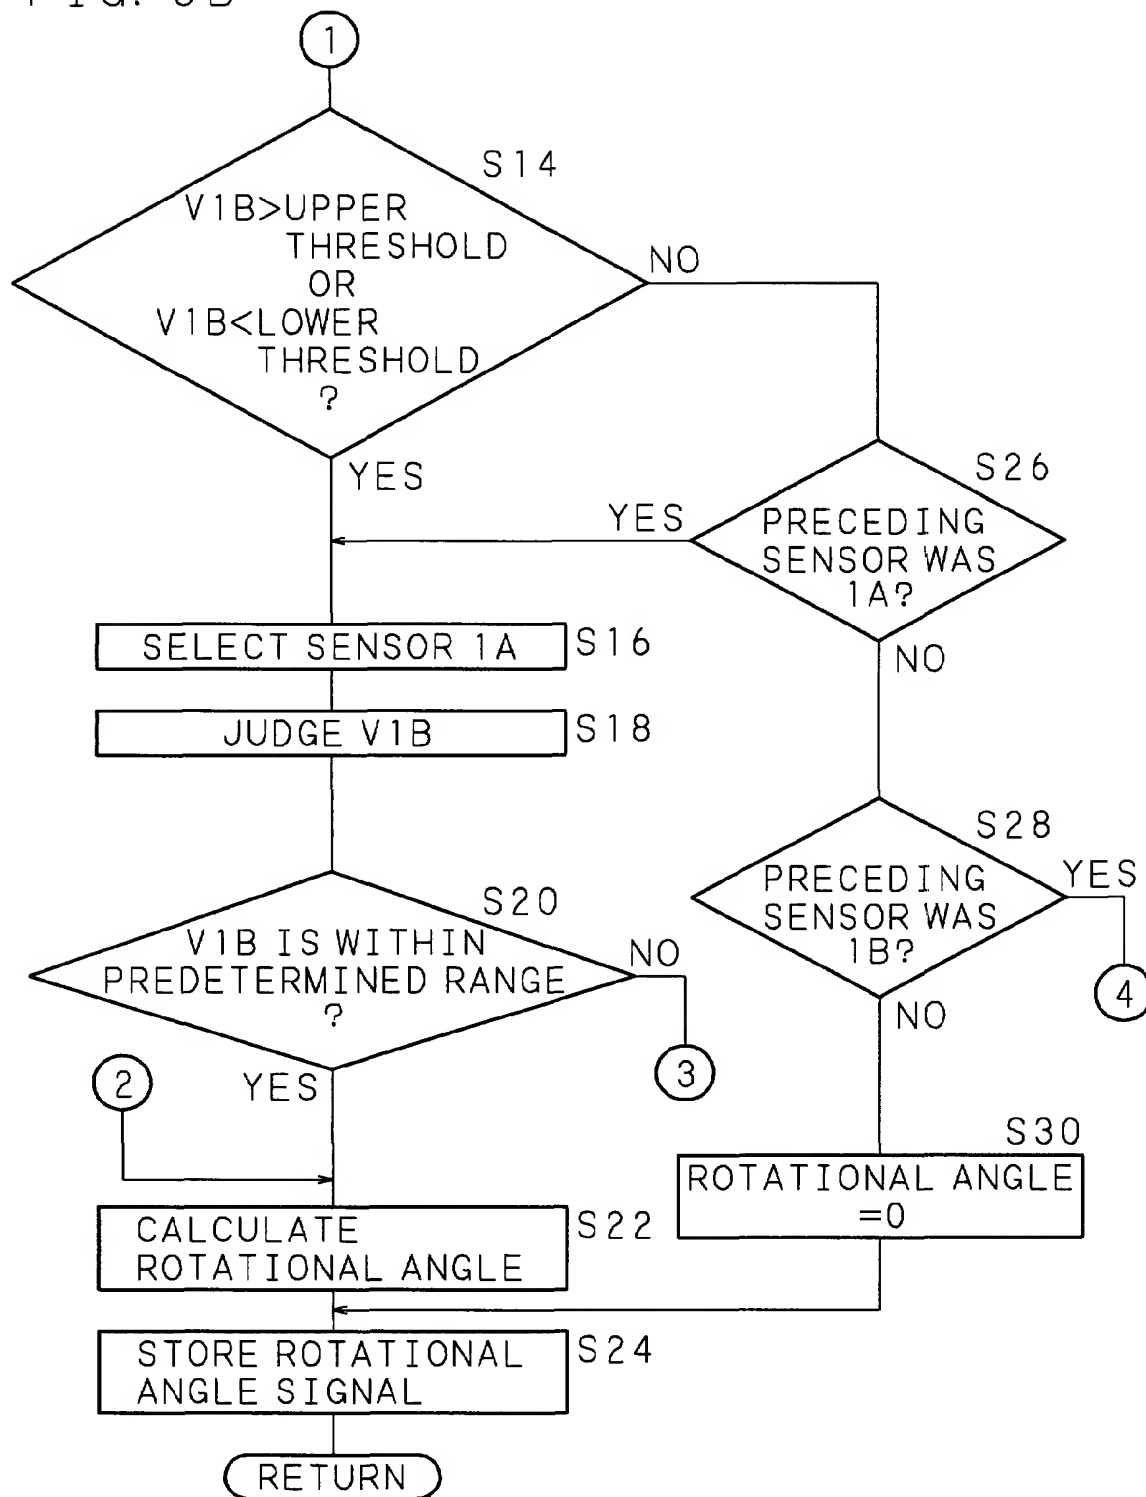 1
S14
V1B>UPPER
THRESHOLD
OR
V1B<LOWER
THRESHOLD
?
NO
YES
S26
PRECEDING
SENSOR WAS
1A?
YES
NO
SELECT SENSOR 1A
S16
JUDGE V1B
S18
S28
PRECEDING
SENSOR WAS
1B?
YES
4
NO
S20
V1B IS WITHIN
PREDETERMINED RANGE
?
NO
3
YES
2
S30
ROTATIONAL ANGLE
=0
CALCULATE
ROTATIONAL ANGLE
S22
STORE ROTATIONAL
ANGLE SIGNAL
S24
RETURN